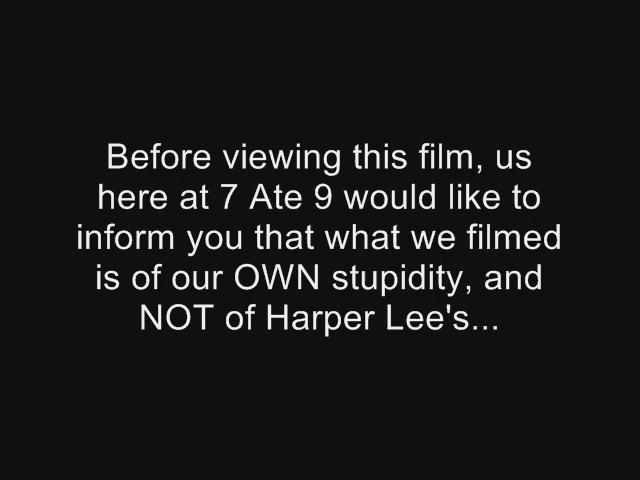 Before viewing this film, us
here at 7 Ate 9 would like to
inform you that what we filmed
is of our OWN stupidity, and
NOT of Harper Lee's...